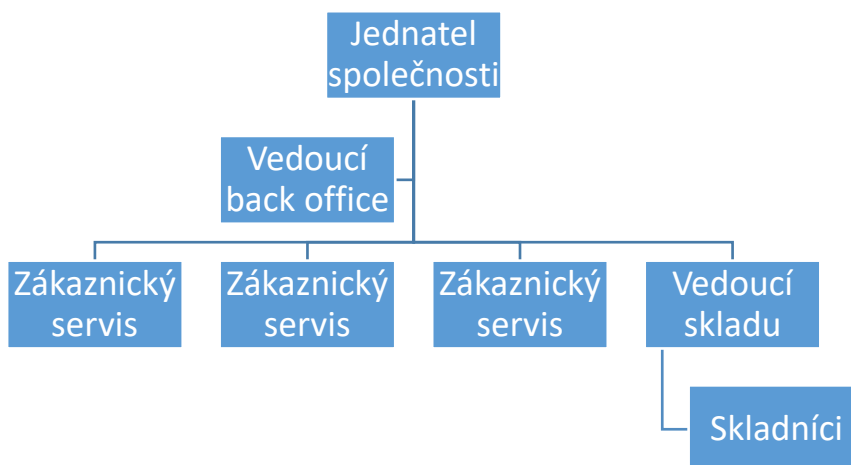 Jednatel
společnosti
Vedoucí
back office
Zákaznický
servis
Zákaznický
servis
Zákaznický
servis
Vedoucí
skladu
Skladníci